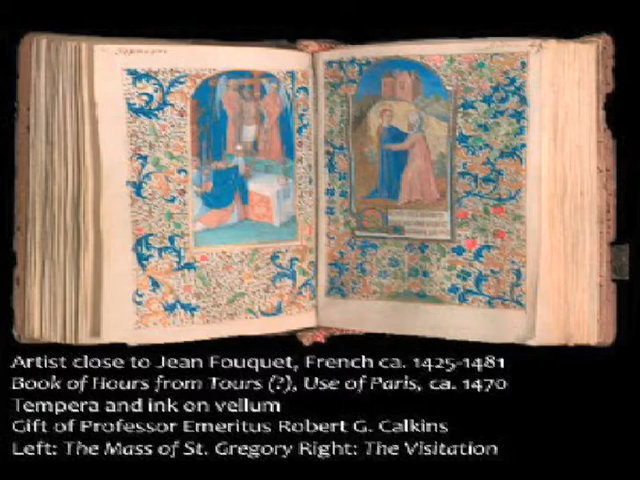 Artist close to Jean Fouquet, French ca. 1425-1481
Book of Hours from Tours (?), Use of Paris, ca. 1470
Tempera and ink on vellum
Gift of Professor Emeritus Robert G. Calkins
Left: The Mass of St. Gregory Right: The Visitation